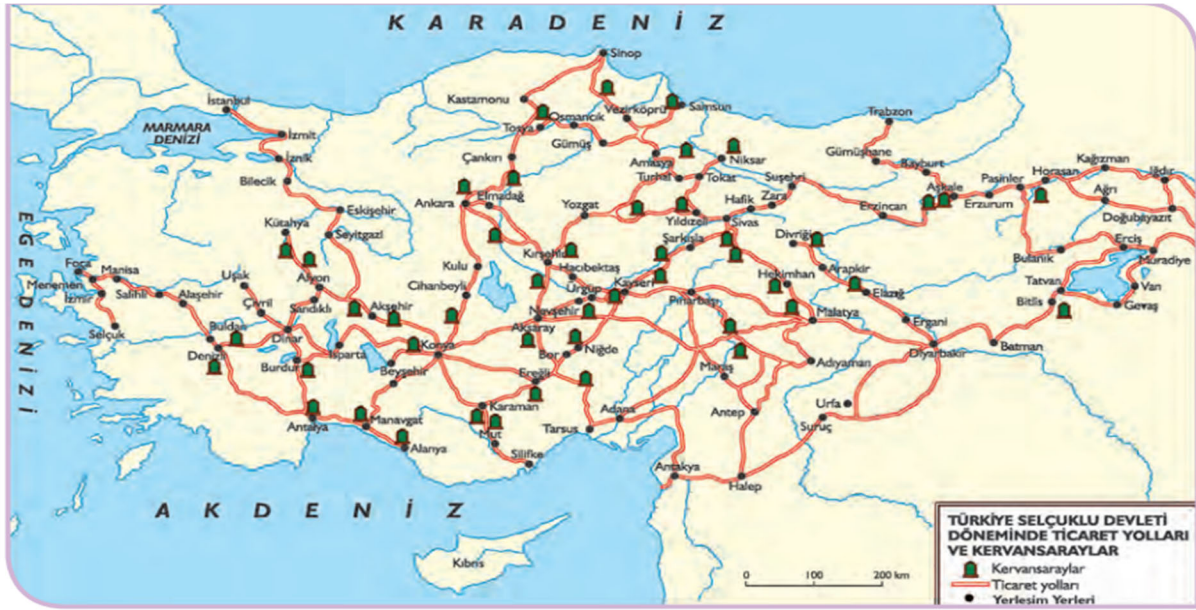 KARADENİZ
Sinop
Kastamonu
İstanbul
Vezirköprü
Samsun
Osmancık
Tosya
Trabzon
MARMARA
DENİZİ
İzmit
Gümüş
İznik
Çankırı
Amasya
Niksar
Gümüşhane
Bayburt
Kağızman
Bilecik
Turhal
Tokat
Suşehri
Aşkale
Pasinler
Horasan
Iğdır
Ankara
Elmadağ
Zara
Hafik
Ağrı
Eskişehir
Yozgat
Yıldızeli
Sivas
Erzincan
Erzurum
Doğubayazıt
Kütahya
Seyitgazi
Divriği
Şarkışla
Erciş
Kırşehir
Bulanık
Muradiye
EGE DENİZİ
Foça
Manisa
Kulu
Hacıbektaş
Arapkir
Menemen
Uşak
Afyon
Cihanbeyli
Ürgüp
Kayseri
Hekimhan
Tatvan
İzmir
Salihli
Alaşehir
Elazığ
Bitlis
Van
Çivril
Sandıklı
Akşehir
Nevşehir
Pınarbaşı
Gevaş
Selçuk
Buldan
Dinar
Aksaray
Malatya
Ergani
Denizli
Isparta
Konya
Bor
Niğde
Diyarbakır
Batman
Burdur
Beyşehir
Ereğli
Maraş
Adıyaman
Karaman
Adana
Antep
Urfa
Antalya
Manavgat
Tarsus
Suruç
Mut
Alanya
Silifke
Antakya
Halep
AKDENİZ
Kıbrıs
0 100 200 km
TÜRKİYE SELÇUKLU DEVLETİ
DÖNEMİNDE TİCARET YOLLARI
VE KERVANSARAYLAR
Kervansaraylar
Ticaret yolları
Yerleşim Yerleri